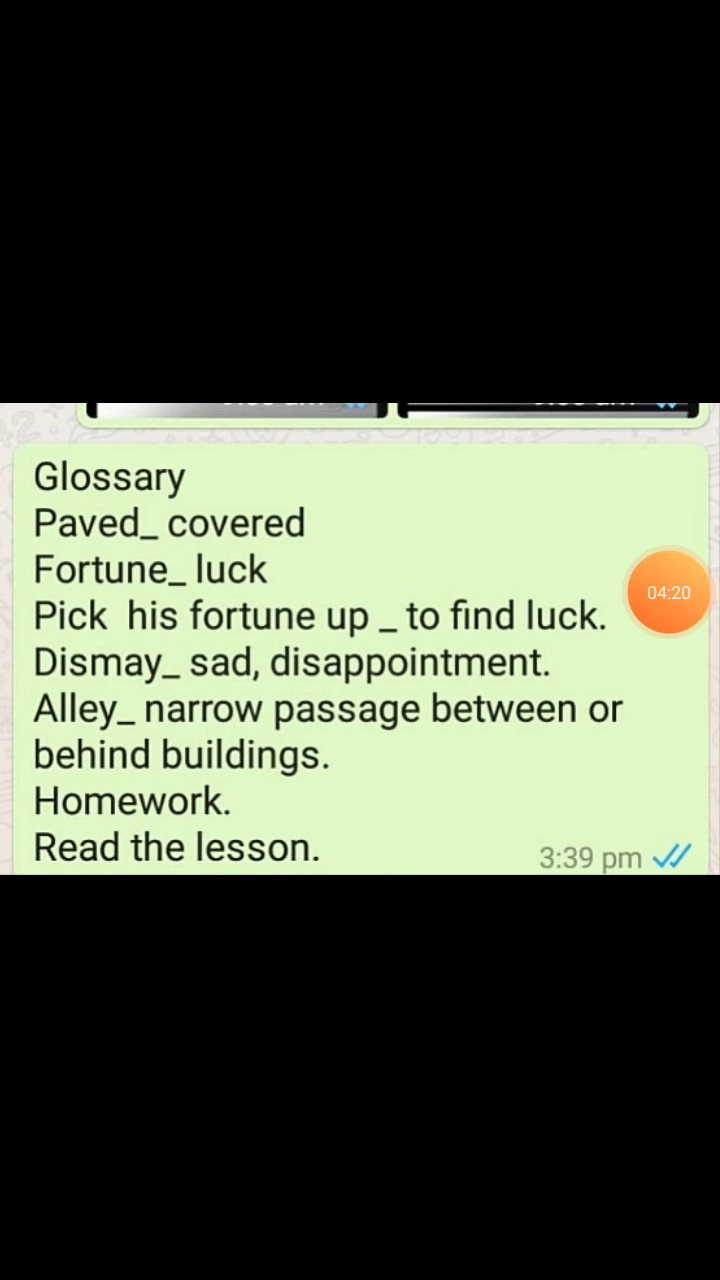 Glossary
Paved_ covered
Fortune_ luck
Pick  his fortune up _ to find luck.
04:20
Dismay_ sad, disappointment.
Alley_ narrow passage between or
behind buildings.
Homework.
Read the lesson.
3:39 pm